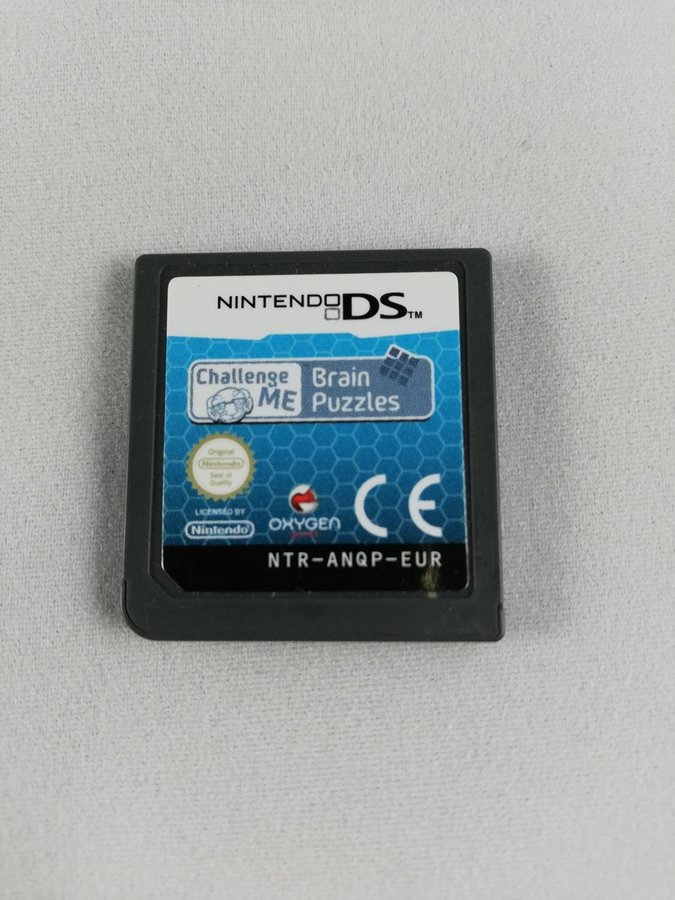 NINTENDO DS™
Challenge
ME
Brain
Puzzles
Original
Nintendo
Seal of
Quality
LICENSED BY
Nintendo
OXYGEN
CE
NTR-ANQP-EUR